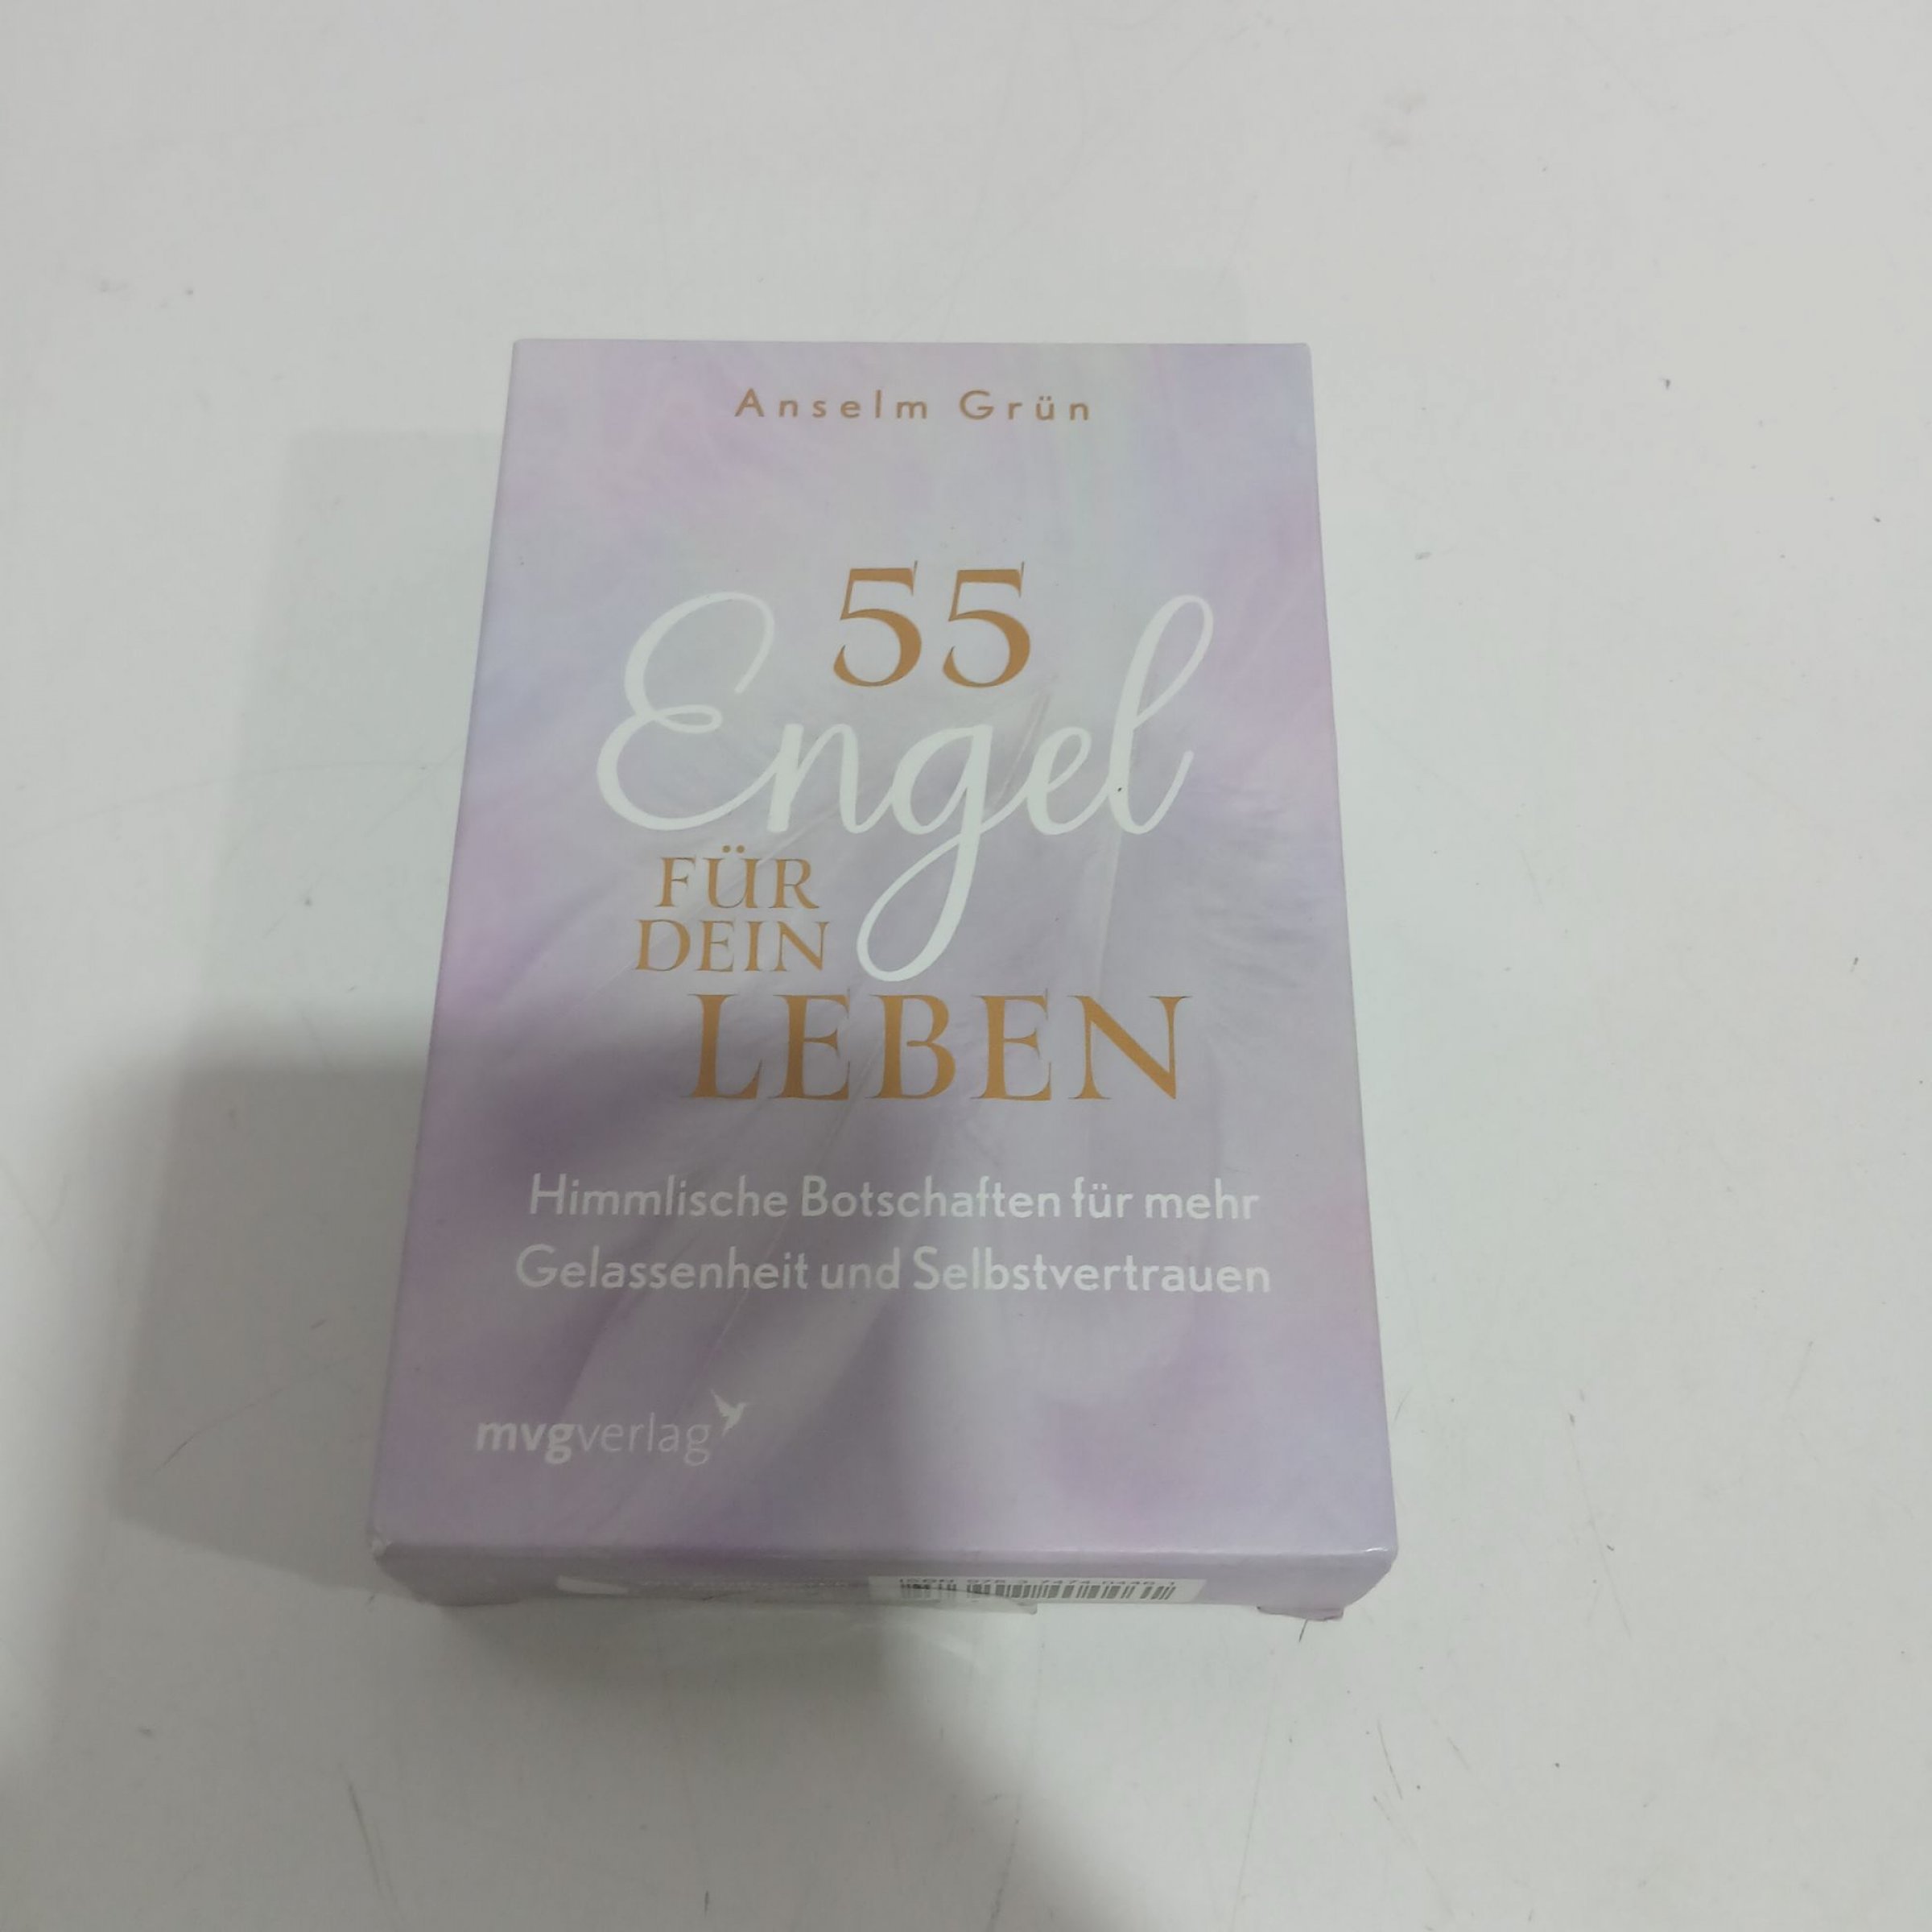 Anselm Grün
55
Engel
FÜR
DEIN
LEBEN
Himmlische Botschaften für mehr
Gelassenheit und Selbstvertrauen
mvgverlag